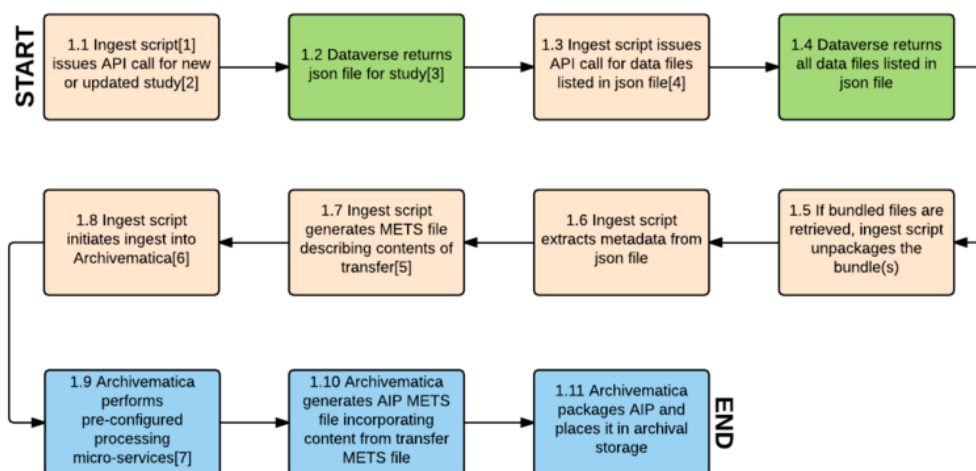 START
1.1 Ingest script[1]
issues API call for new
or updated study[2]
1.2 Dataverse returns
json file for study[3]
1.3 Ingest script issues
API call for data files
listed in json file[4]
1.4 Dataverse returns
all data files listed in
json file
1.5 If bundled files are
retrieved, ingest script
unpackages the
bundle(s)
1.6 Ingest script
extracts metadata from
json file
1.7 Ingest script
generates METS file
describing contents of
transfer[5]
1.8 Ingest script
initiates ingest into
Archivematica[6]
1.9 Archivematica
performs
pre-configured
processing
micro-services[7]
1.10 Archivematica
generates AIP METS
file incorporating
content from transfer
METS file
1.11 Archivematica
packages AIP and
places it in archival
storage
END